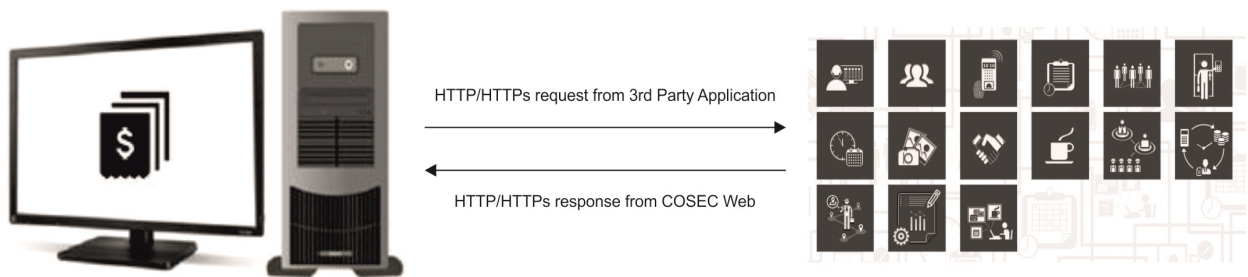 $
HTTP/HTTPs request from 3rd Party Application
HTTP/HTTPs response from COSEC Web